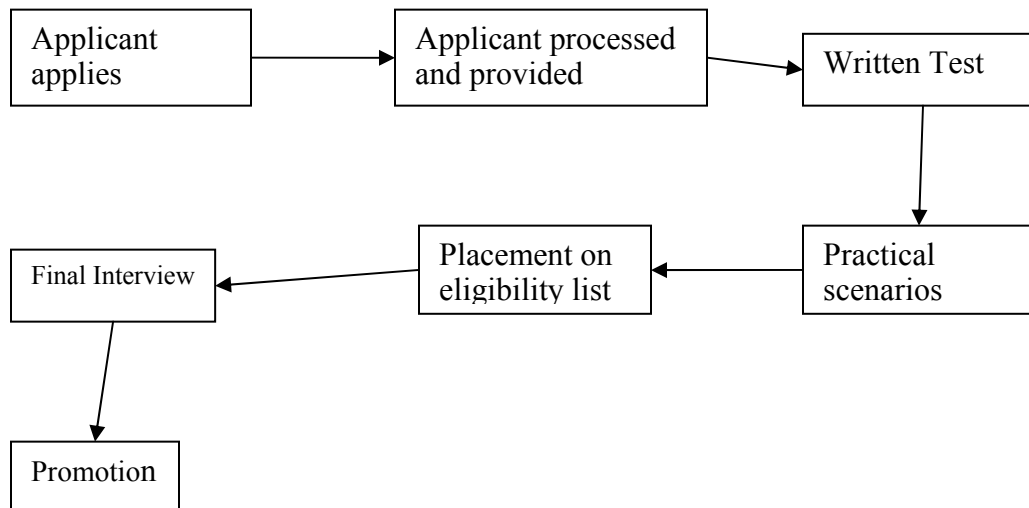 Applicant
applies
Applicant processed
and provided
Written Test
Practical
scenarios
Placement on
eligibility list
Final Interview
Promotion